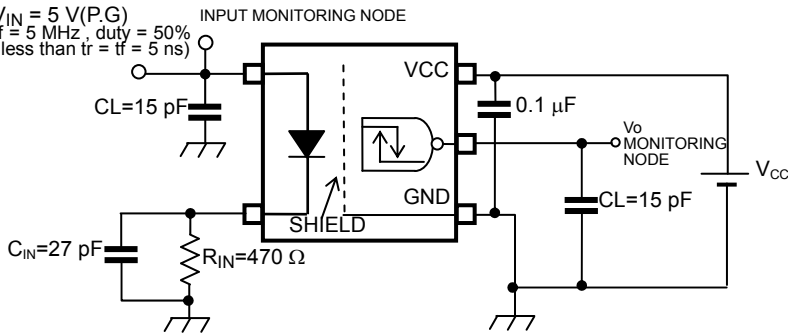 VIN = 5 V(P.G)
f = 5 MHz , duty = 50%
less than tr = tf = 5 ns)
INPUT MONITORING NODE
CL=15 pF
VCC
0.1 μF
Vo
MONITORING
NODE
VCC
GND
SHIELD
CL=15 pF
CIN=27 pF
RIN=470 Ω